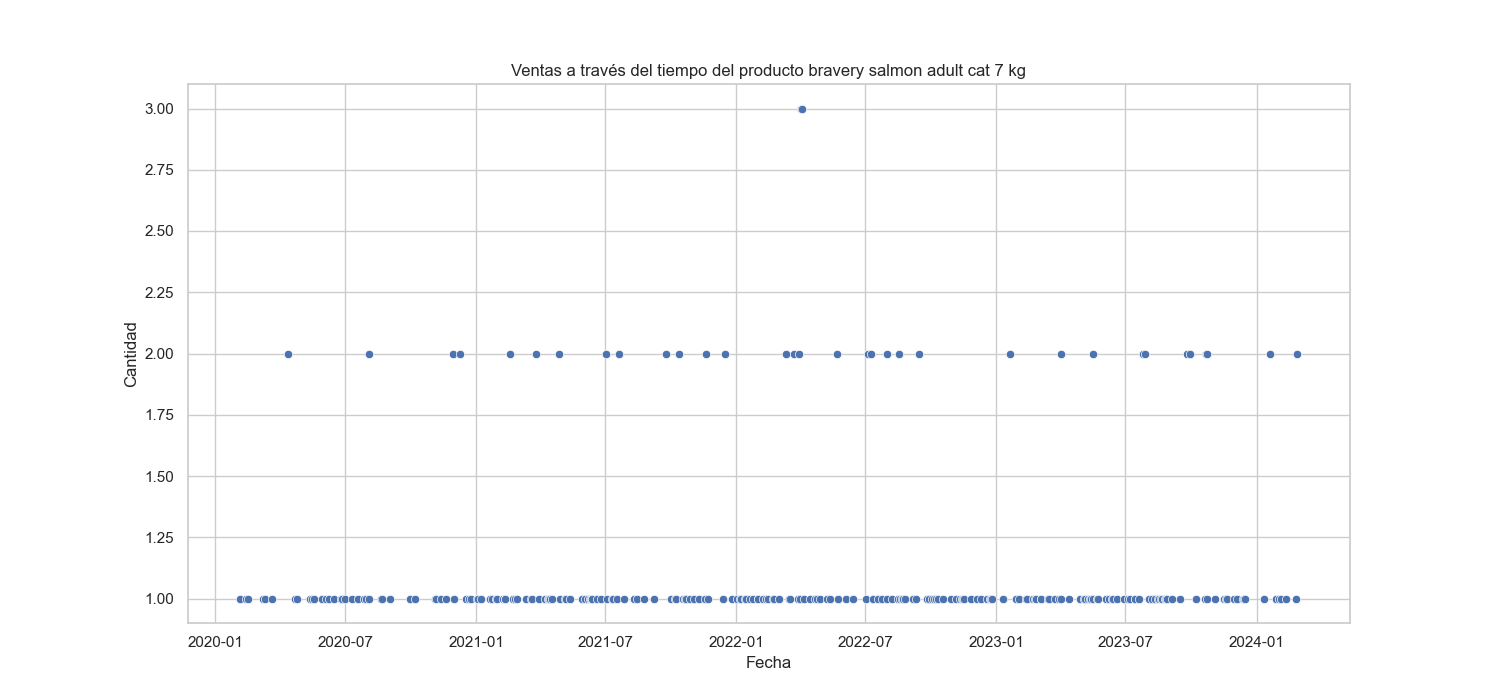 Ventas a través del tiempo del producto bravery salmon adult cat 7 kg
3.00
2.75
2.50
2.25
2.00
1.75
1.50
1.25
1.00
Cantidad
2020-01 2020-07 2021-01 2021-07 2022-01 2022-07 2023-01 2023-07 2024-01
Fecha